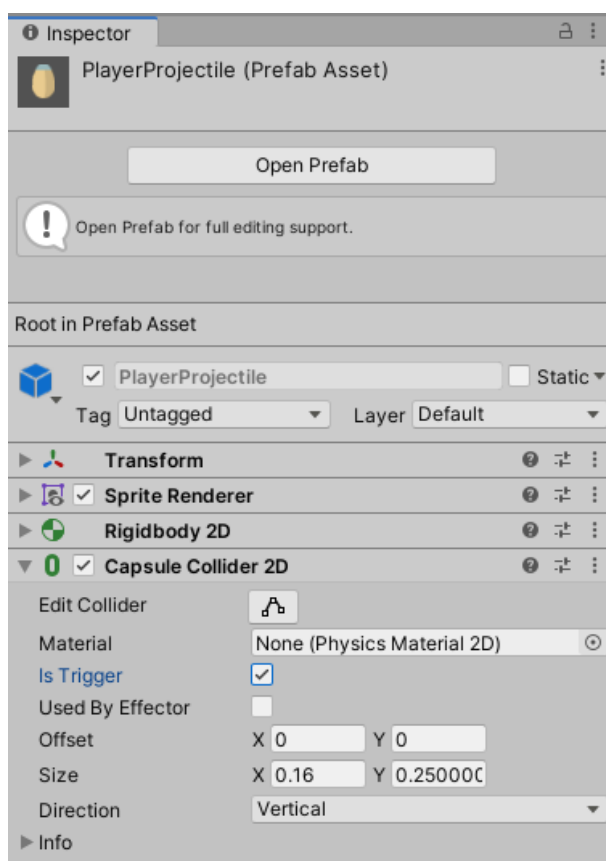 Inspector
PlayerProjectile (Prefab Asset)
Open Prefab
Open Prefab for full editing support.
Root in Prefab Asset
PlayerProjectile Static
Tag Untagged Layer Default
Transform
Sprite Renderer
Rigidbody 2D
Capsule Collider 2D
Edit Collider
Material None (Physics Material 2D)
Is Trigger
Used By Effector
Offset X 0 Y 0
Size X 0.16 Y 0.250000
Direction Vertical
Info